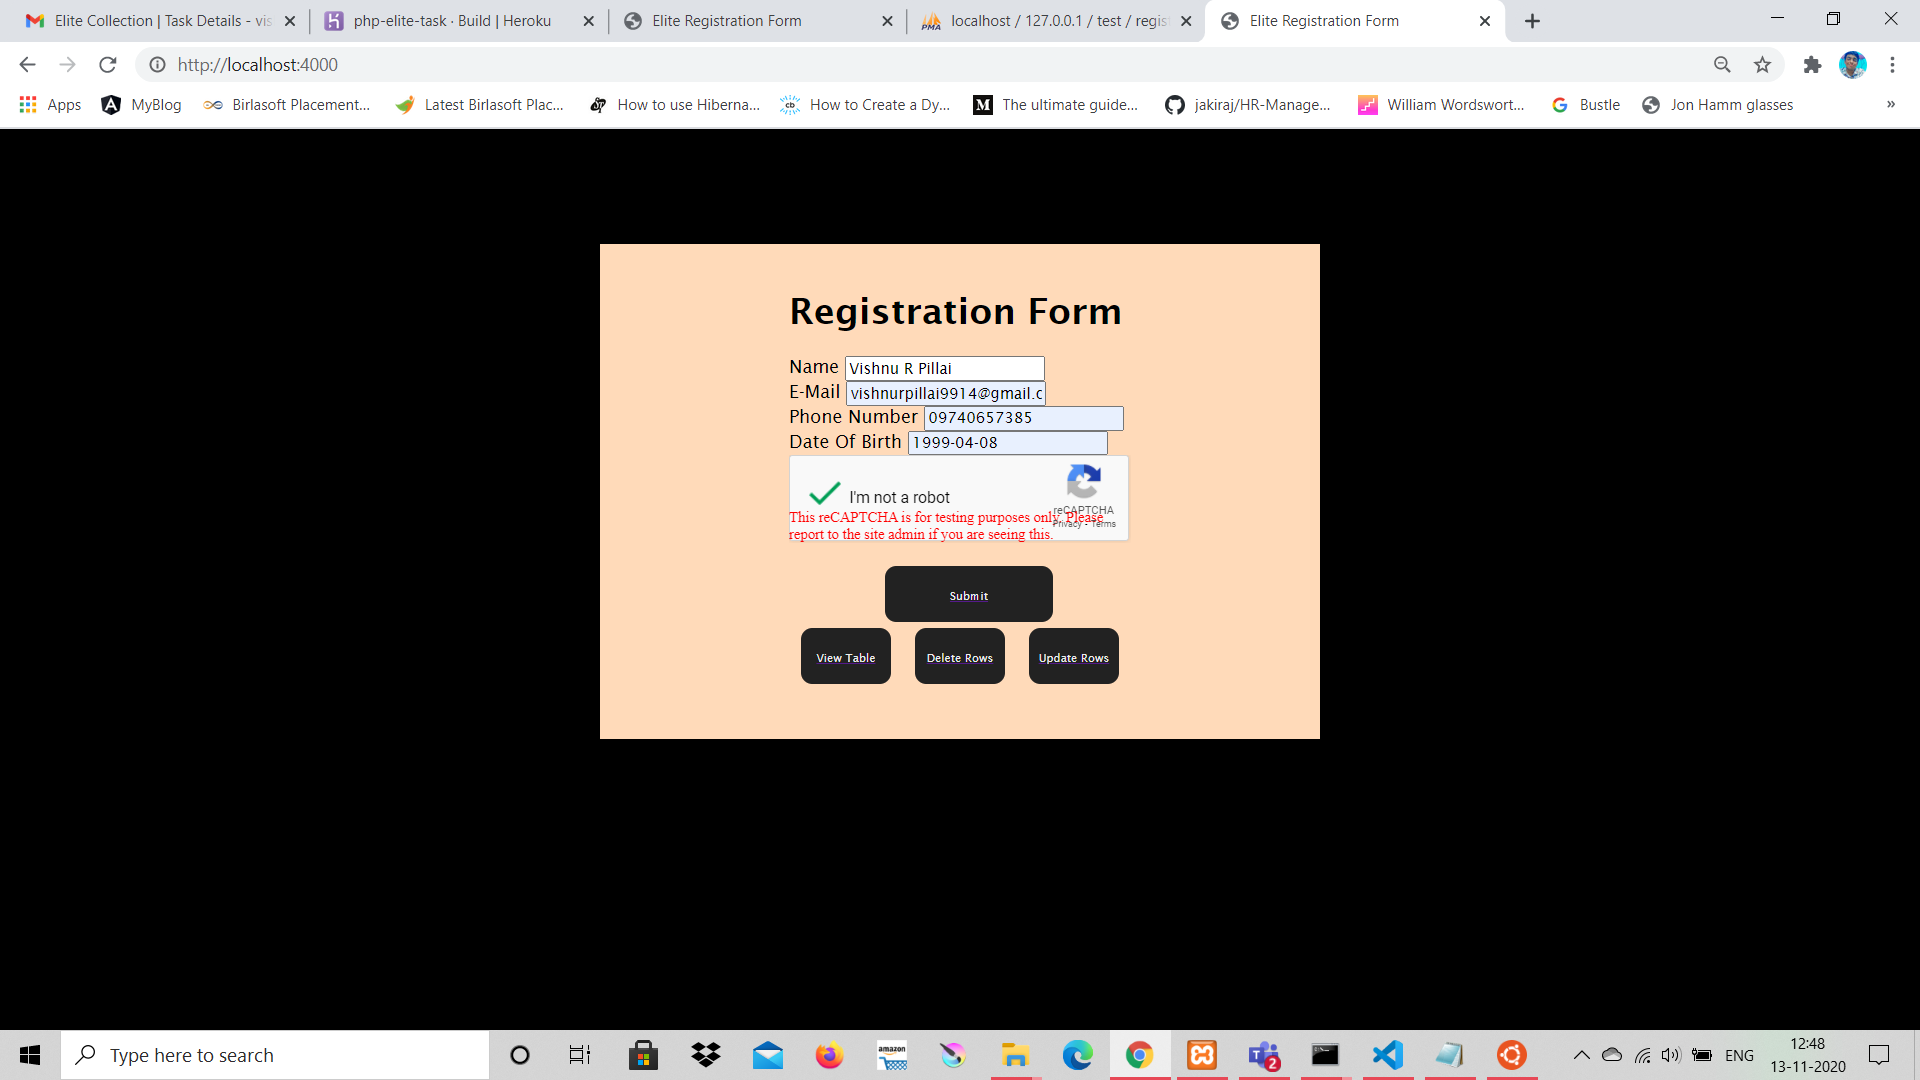 Elite Collection | Task Details - vis
php-elite-task · Build | Heroku
Elite Registration Form
PMA
localhost / 127.0.0.1 / test / regis
Elite Registration Form
http://localhost:4000
Apps
MyBlog
Birlasoft Placement...
Latest Birlasoft Plac...
How to use Hiberna...
cb
How to Create a Dy...
The ultimate guide...
jakiraj/HR-Manage...
William Wordswort...
Bustle
Jon Hamm glasses
»
Registration Form
Name Vishnu R Pillai
E-Mail vishnurpillai9914@gmail.c
Phone Number 09740657385
Date Of Birth 1999-04-08
I'm not a robot
reCAPTCHA
Privacy - Terms
This reCAPTCHA is for testing purposes only. Please
report to the site admin if you are seeing this.
Submit
View Table
Delete Rows
Update Rows
Type here to search
amazon
2
ENG
12:48
13-11-2020